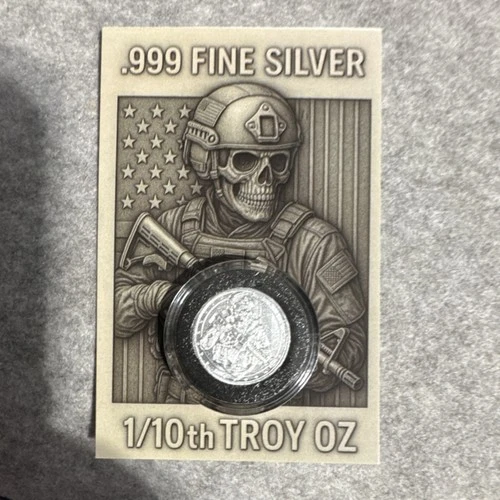 .999 FINE SILVER
1/10th TROY OZ